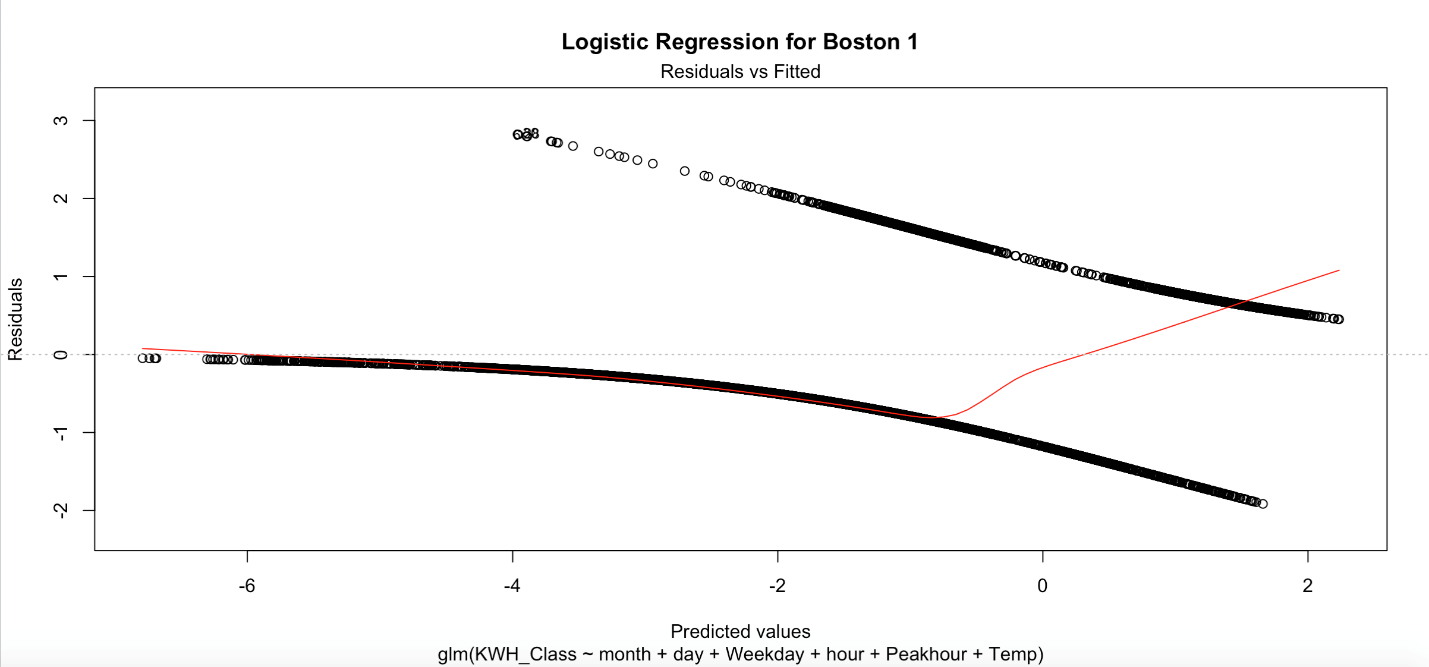 Logistic Regression for Boston 1
Residuals vs Fitted
Residuals
3
2
1
0
-1
-2
-6
-4
-2
0
2
Predicted values
glm(KWH_Class ~ month + day + Weekday + hour + Peakhour + Temp)